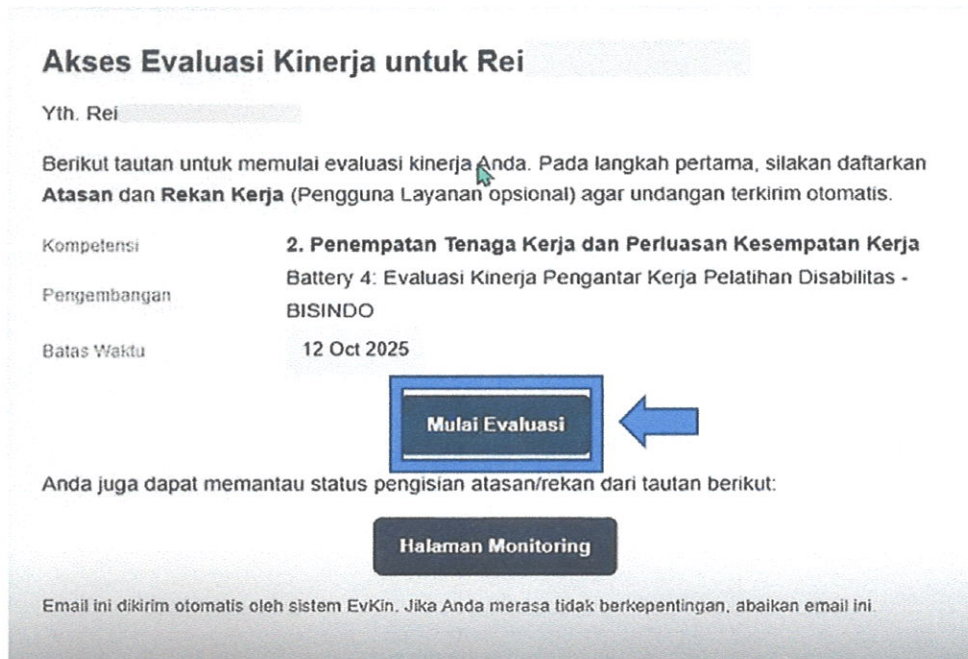 Akses Evaluasi Kinerja untuk Rei
Yth. Rei
Berikut tautan untuk memulai evaluasi kinerja Anda. Pada langkah pertama, silakan daftarkan
Atasan dan Rekan Kerja (Pengguna Layanan opsional) agar undangan terkirim otomatis.
Kompetensi 2. Penempatan Tenaga Kerja dan Perluasan Kesempatan Kerja
Pengembangan Battery 4: Evaluasi Kinerja Pengantar Kerja Pelatihan Disabilitas -
BISINDO
Batas Waktu 12 Oct 2025
Mulai Evaluasi
Anda juga dapat memantau status pengisian atasan/rekan dari tautan berikut:
Halaman Monitoring
Email ini dikirim otomatis oleh sistem EvKin. Jika Anda merasa tidak berkepentingan, abaikan email ini.